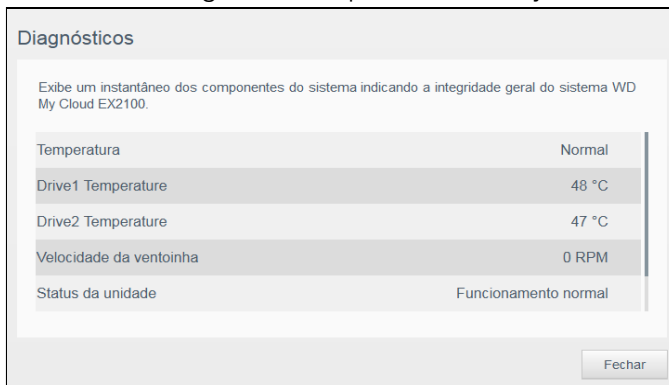 Diagnósticos
Exibe um instantâneo dos componentes do sistema indicando a integridade geral do sistema WD
My Cloud EX2100.
Temperatura Normal
Drive1 Temperature 48 °C
Drive2 Temperature 47 °C
Velocidade da ventoinha 0 RPM
Status da unidade Funcionamento normal
Fechar